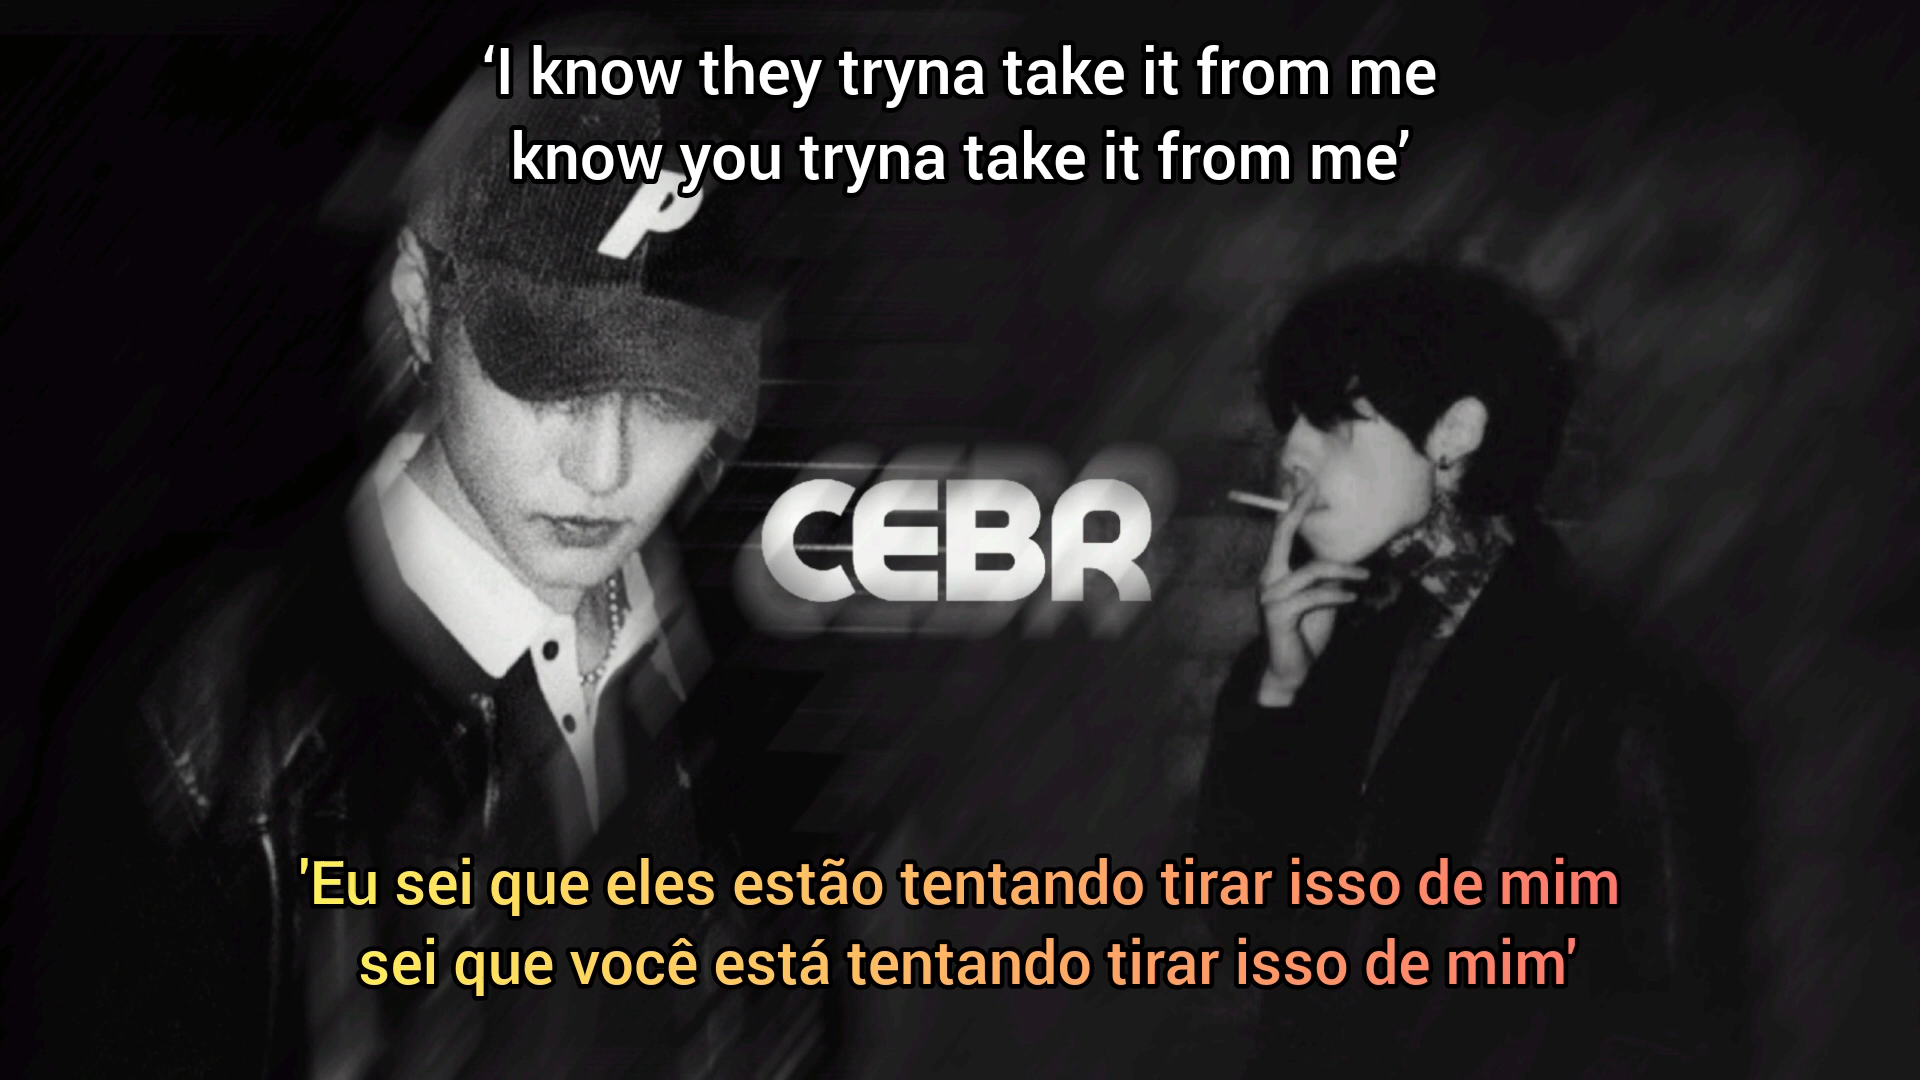 ‘I know they tryna take it from me
know you tryna take it from me’
P
CEBR
'Eu sei que eles estão tentando tirar isso de mim
sei que você está tentando tirar isso de mim'